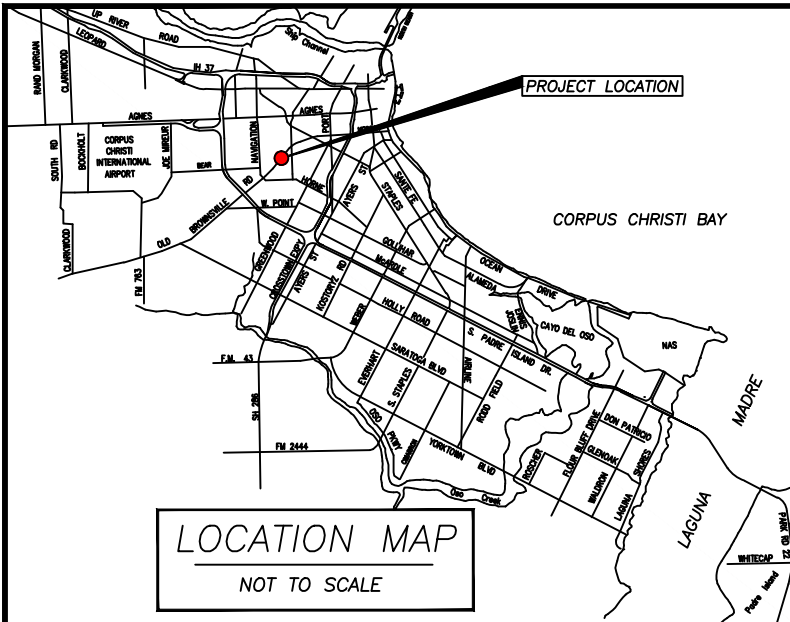 UP RIVER ROAD
LEOPARD
Ship Channel
RAND MORGAN
CLARKWOOD
IH 37
PROJECT LOCATION
AGNES
AGNES
PORT
SOUTH RD
BOCKHOLT
CORPUS
CHRISTI
INTERNATIONAL
AIRPORT
JOE MIREUR
BEAR
NAVIGATION
HORNE
AYERS ST
STAPLES
SANTE FE
CORPUS CHRISTI BAY
OLD BROWNSVILLE RD
W. POINT
CLARKWOOD
FM 763
GREENWOOD
CROSSTOWN EXPY
AYERS ST
KOSTORYZ RD
WEBER
GOLLIHAR
McARDLE
ALAMEDA
OCEAN DRIVE
ENNIS
JOSLIN
CAYO DEL OSO
NAS
HOLLY ROAD
S. PADRE ISLAND DR.
F.M. 43
SARATOGA BLVD
EVERHART
S. STAPLES
AIRLINE
RODD FIELD
SH 286
FM 2444
OSO PKWY
YORKTOWN BLVD
Oso Creek
ROSCHER
FLOUR BLUFF DRIVE
DON PATRICIO
GLENOAK
WALDRON
LAGUNA SHORES
LAGUNA MADRE
PARK RD 22
WHITECAP
Padre Island
LOCATION MAP
NOT TO SCALE